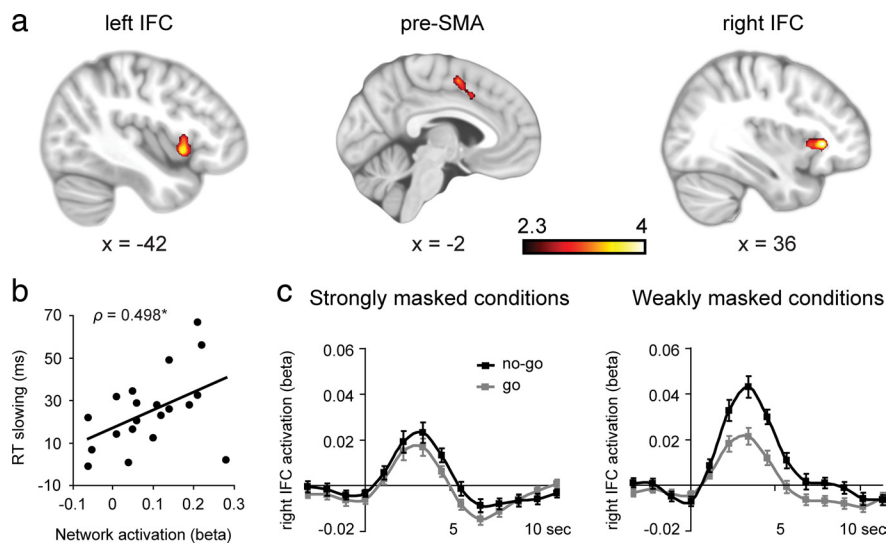 a
left IFC
pre-SMA
right IFC
x = -42
x = -2
2.3 4
x = 36
b
ρ = 0.498*
RT slowing (ms)
70
50
30
10
-10
-0.1 0 0.1 0.2 0.3
Network activation (beta)
c
Strongly masked conditions
right IFC activation (beta)
0.06
0.04
0.02
-0.02
no-go
go
5 10 sec
Weakly masked conditions
right IFC activation (beta)
0.06
0.04
0.02
-0.02
5 10 sec